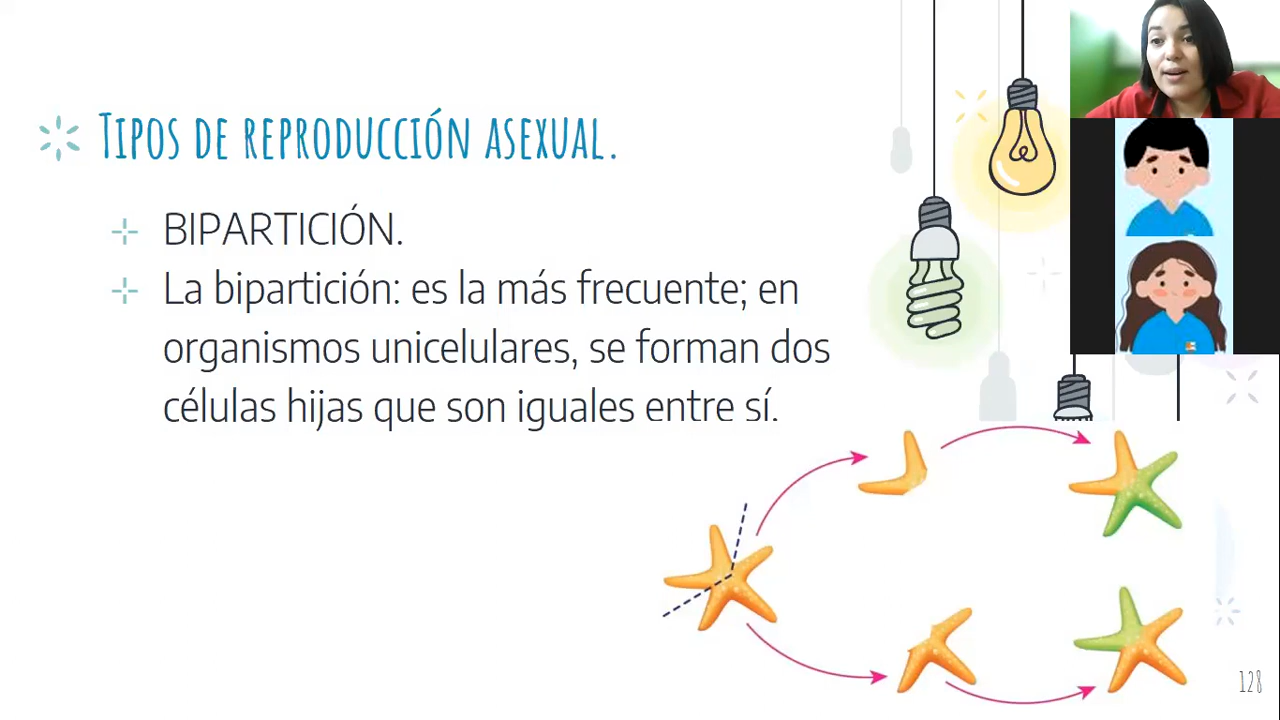 TIPOS DE REPRODUCCIÓN ASEXUAL.
BIPARTICIÓN.
La bipartición: es la más frecuente; en
organismos unicelulares, se forman dos
células hijas que son iguales entre sí.
128